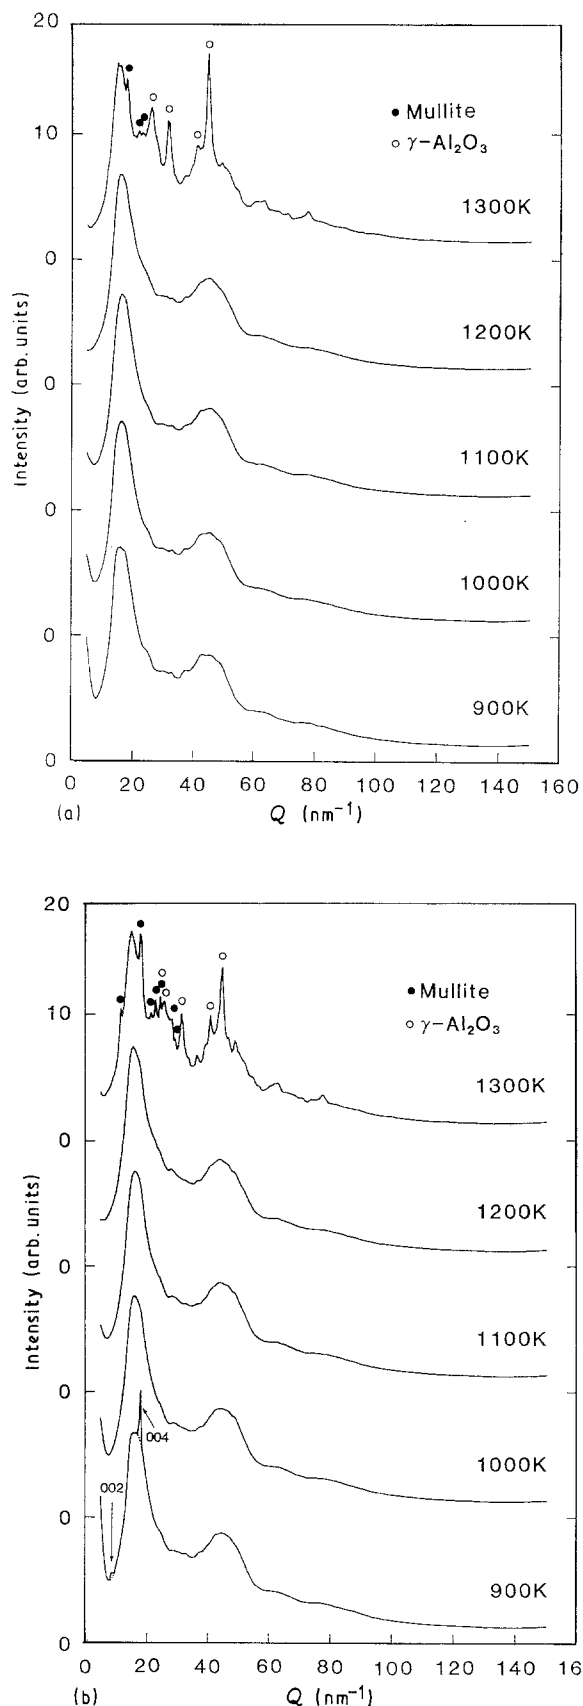 20
● Mullite
○ γ-Al₂O₃
10
1300K
0
1200K
0
1100K
0
1000K
0
900K
0
Intensity (arb. units)
0 20 40 60 80 100 120 140 160
(a)
Q (nm⁻¹)
20
● Mullite
○ γ-Al₂O₃
10
1300K
0
1200K
0
1100K
0
004
1000K
002
0
900K
0
Intensity (arb. units)
0 20 40 60 80 100 120 140 16
(b)
Q (nm⁻¹)